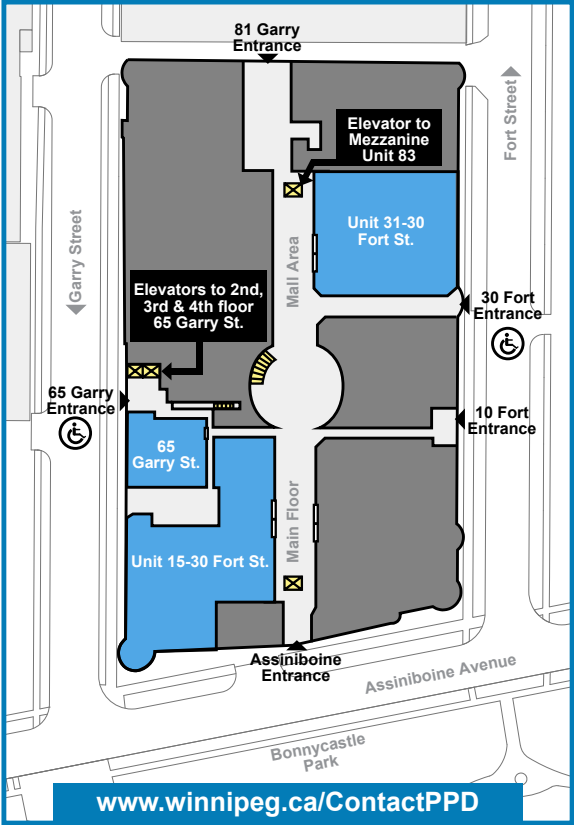 81 Garry
Entrance
Elevator to
Mezzanine
Unit 83
Fort Street
Unit 31-30
Fort St.
Garry Street
Mall Area
Elevators to 2nd,
3rd & 4th floor
65 Garry St.
30 Fort
Entrance
65 Garry
Entrance
10 Fort
Entrance
65
Garry St.
Main Floor
Unit 15-30 Fort St.
Assiniboine
Entrance
Assiniboine Avenue
Bonnycastle
Park
www.winnipeg.ca/ContactPPD